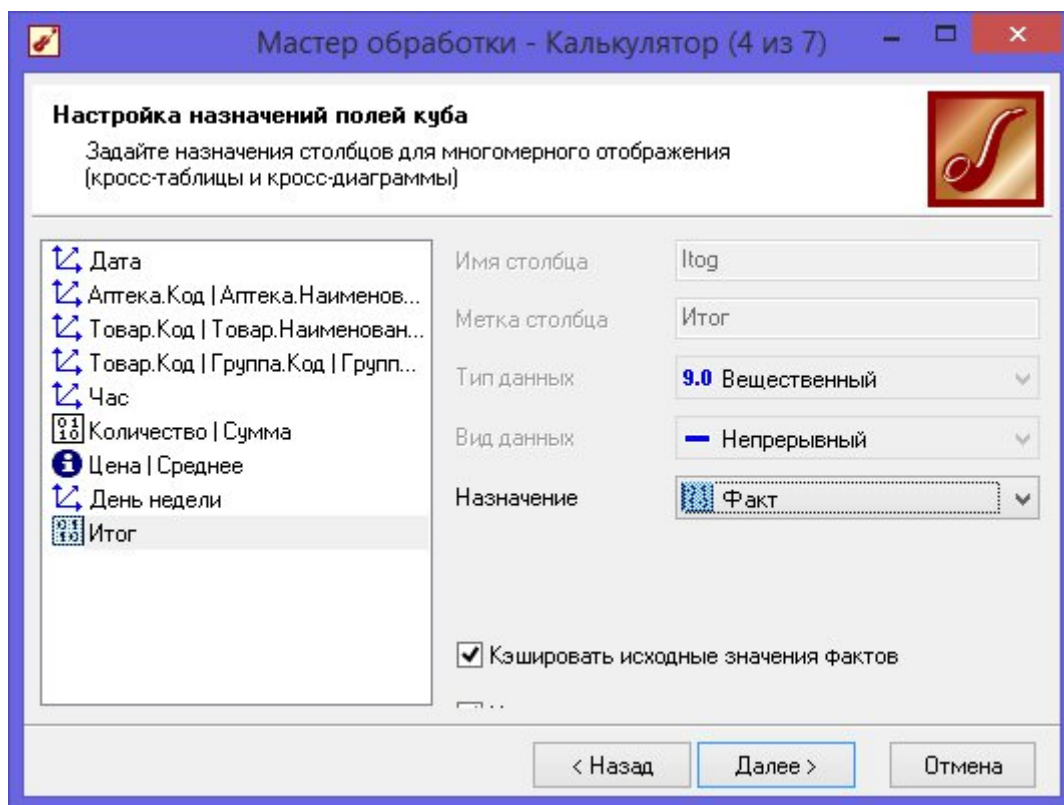 Мастер обработки - Калькулятор (4 из 7)
Настройка назначений полей куба
Задайте назначения столбцов для многомерного отображения
(кросс-таблицы и кросс-диаграммы)
Дата
Аптека.Код | Аптека.Наименов...
Товар.Код | Товар.Наименован...
Товар.Код | Группа.Код | Групп...
Час
Количество | Сумма
Цена | Среднее
День недели
Итог
Имя столбца Itog
Метка столбца Итог
Тип данных 9.0 Вещественный
Вид данных Непрерывный
Назначение Факт
Кэшировать исходные значения фактов
< Назад Далее > Отмена